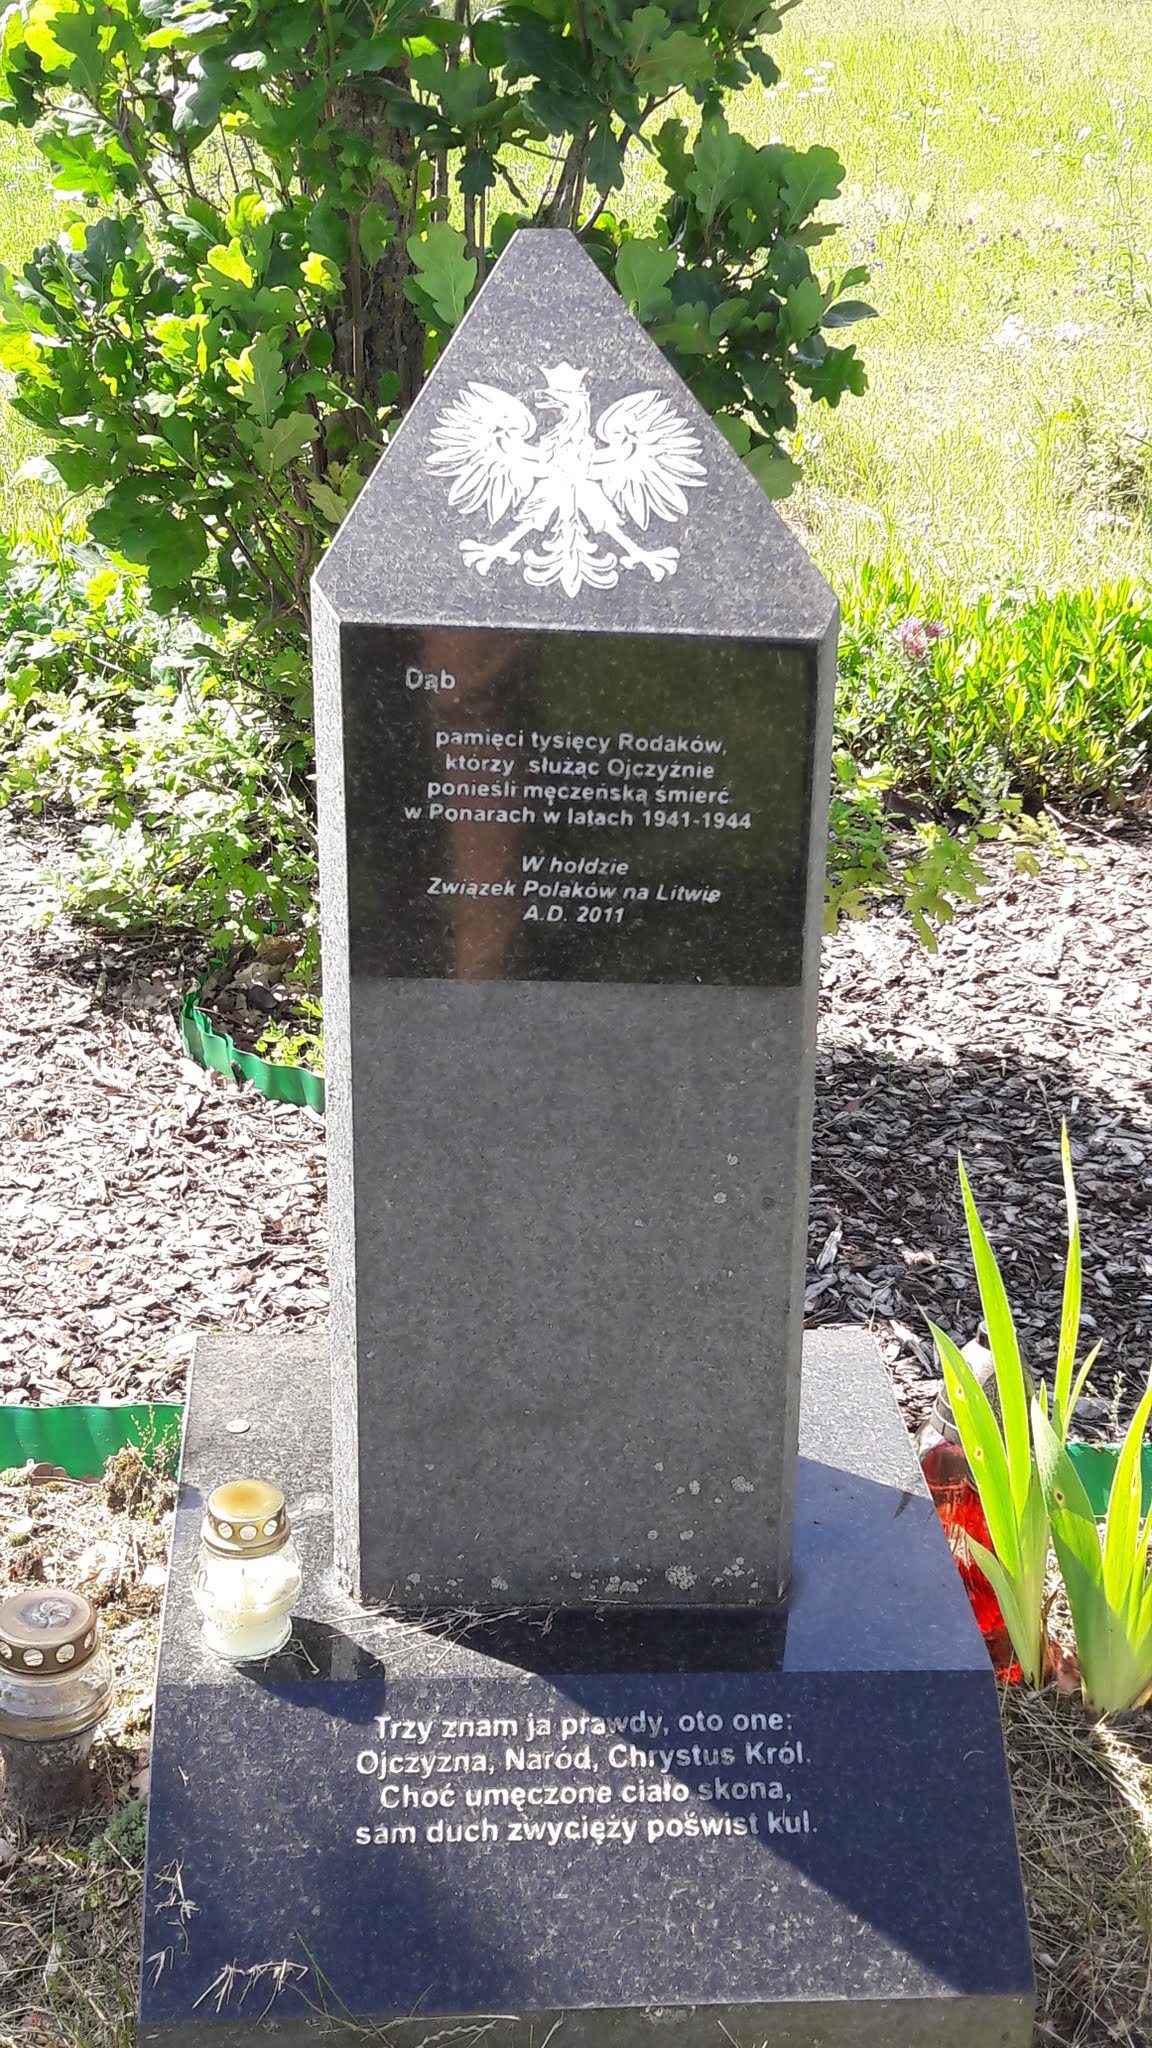 Dąb
pamięci tysięcy Rodaków,
którzy służąc Ojczyźnie
ponieśli męczeńską śmierć
w Ponarach w latach 1941-1944
W hołdzie
Związek Polaków na Litwie
A.D. 2011
Trzy znam ja prawdy, oto one:
Ojczyzna, Naród, Chrystus Król.
Choć umęczone ciało skona,
sam duch zwycięży poświst kul.